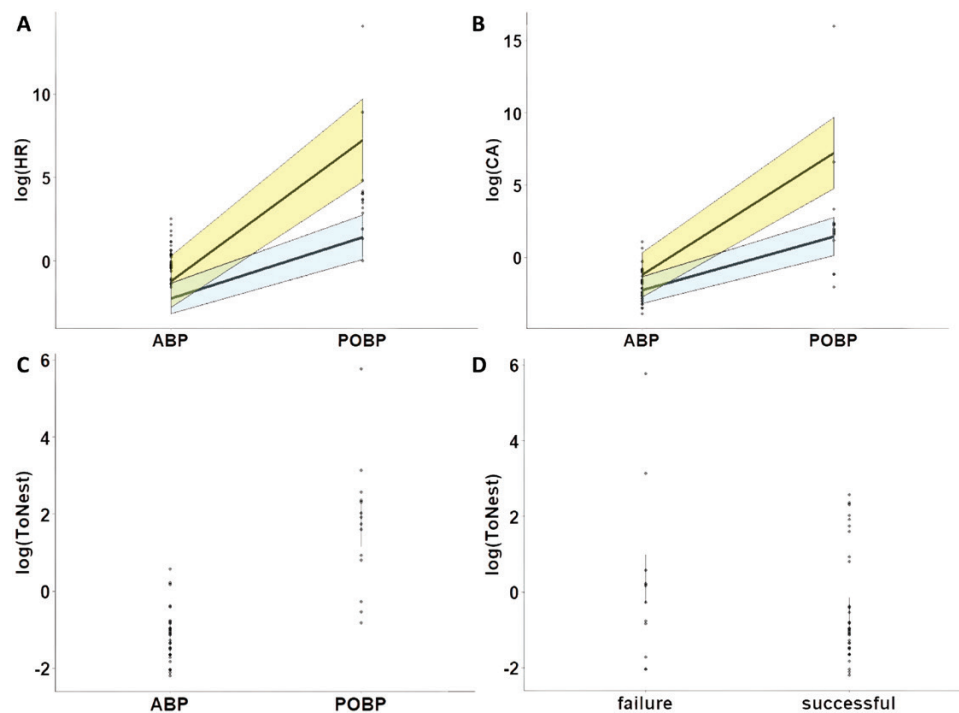 A
log(HR)
10
5
0
ABP
POBP
B
log(CA)
15
10
5
0
ABP
POBP
C
log(ToNest)
6
4
2
0
-2
ABP
POBP
D
log(ToNest)
6
4
2
0
-2
failure
successful